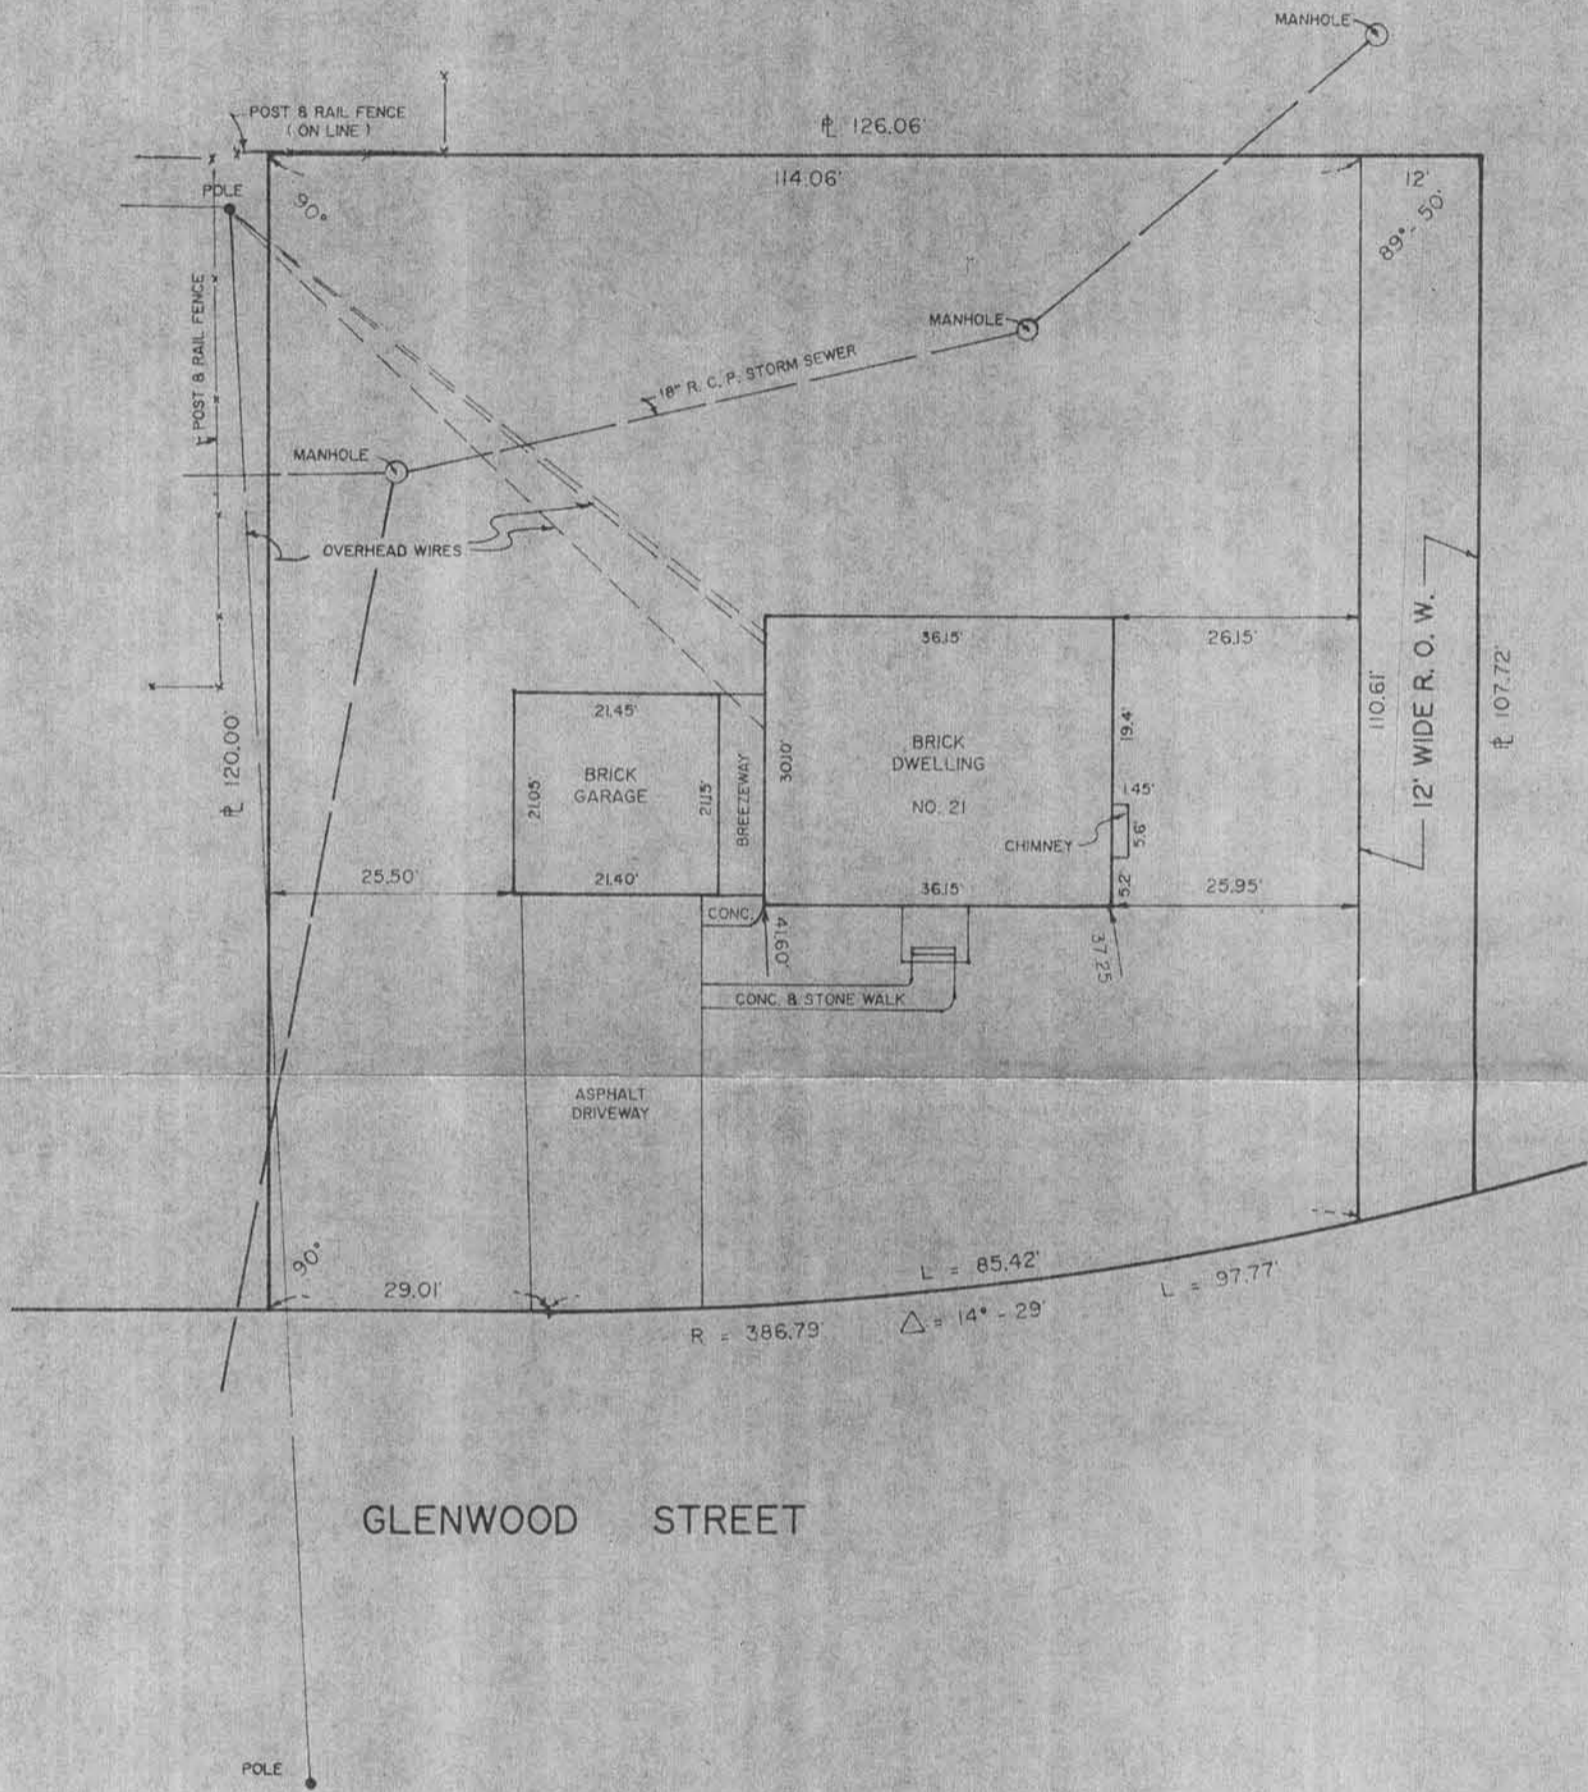 MANHOLE
POST & RAIL FENCE
( ON LINE )
℄ 126.06'
114.06'
12'
POLE
90°
89°- 50'
POST & RAIL FENCE
MANHOLE
18" R. C. P. STORM SEWER
MANHOLE
OVERHEAD WIRES
36.15'
26.15'
110.61'
12' WIDE R. O. W.
℄ 107.72'
℄ 120.00'
21.45'
BRICK
GARAGE
21.05'
21.15'
BREEZEWAY
30.10'
BRICK
DWELLING
NO. 21
19.4'
1.45'
CHIMNEY
5.6'
5.2'
25.50'
21.40'
36.15'
25.95'
CONC.
41.60'
37.25
CONC. & STONE WALK
ASPHALT
DRIVEWAY
90°
29.01'
L = 85.42'
L = 97.77'
R = 386.79'
△ = 14° - 29'
GLENWOOD STREET
POLE